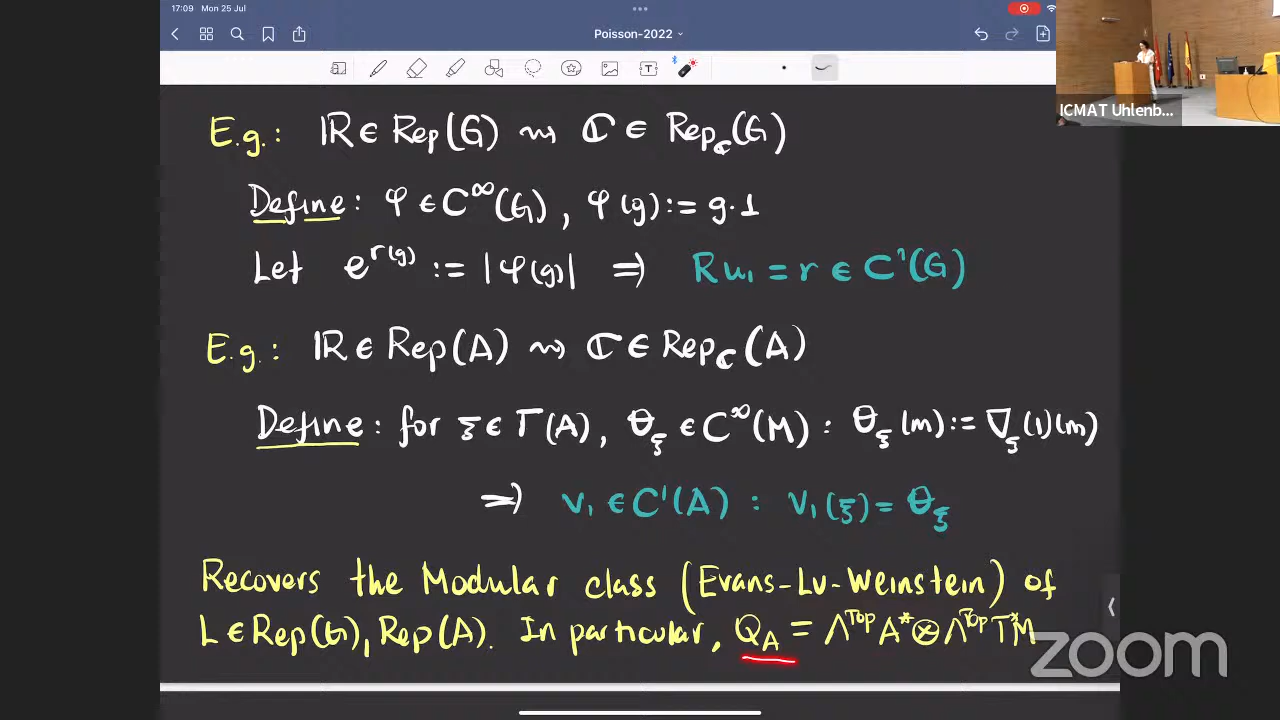 17:09 Mon 25 Jul
Poisson-2022
ICMAT Uhlenb...
E.g.: ℝ ∈ Rep(G) ⇝ ℂ ∈ Rep_C(G)
Define: φ ∈ C^∞(G), φ(g) := g·1
Let e^{r(g)} := |φ(g)| ⇒ R u₁ = r ∈ C¹(G)
E.g.: ℝ ∈ Rep(A) ⇝ ℂ ∈ Rep_C(A)
Define: for ξ ∈ Γ(A), θ_ξ ∈ C^∞(M) : θ_ξ(m) := ∇_ξ(1)(m)
⇒ v₁ ∈ C¹(A) : v₁(ξ) = θ_ξ
Recovers the Modular class (Evans-Lu-Weinstein) of
L ∈ Rep(G), Rep(A). In particular, Q_A = Λ^{Top} A* ⊗ Λ^{Top} T*M
zoom